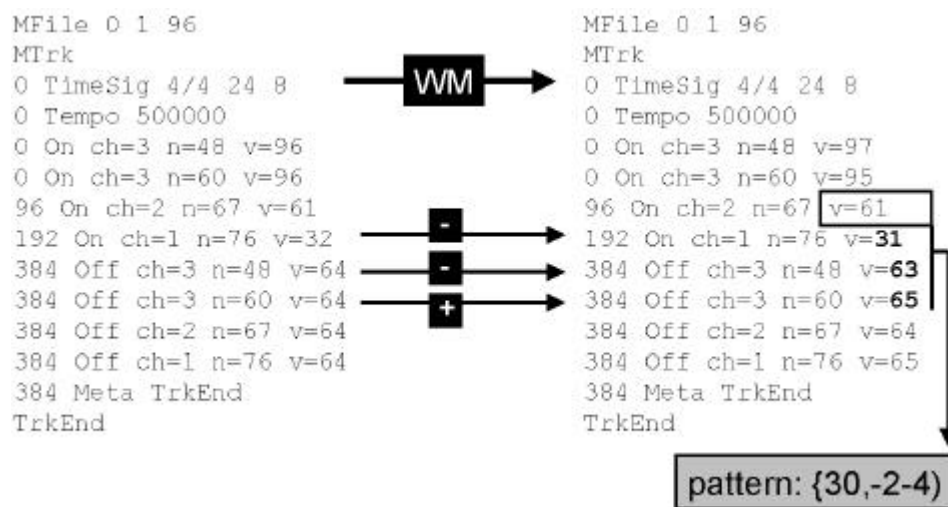 MFile 0 1 96
MTrk
0 TimeSig 4/4 24 8
0 Tempo 500000
0 On ch=3 n=48 v=96
0 On ch=3 n=60 v=96
96 On ch=2 n=67 v=61
192 On ch=1 n=76 v=32
384 Off ch=3 n=48 v=64
384 Off ch=3 n=60 v=64
384 Off ch=2 n=67 v=64
384 Off ch=1 n=76 v=64
384 Meta TrkEnd
TrkEnd
WM
-
-
+
MFile 0 1 96
MTrk
0 TimeSig 4/4 24 8
0 Tempo 500000
0 On ch=3 n=48 v=97
0 On ch=3 n=60 v=95
96 On ch=2 n=67 v=61
192 On ch=1 n=76 v=31
384 Off ch=3 n=48 v=63
384 Off ch=3 n=60 v=65
384 Off ch=2 n=67 v=64
384 Off ch=1 n=76 v=65
384 Meta TrkEnd
TrkEnd
pattern: {30,-2-4)